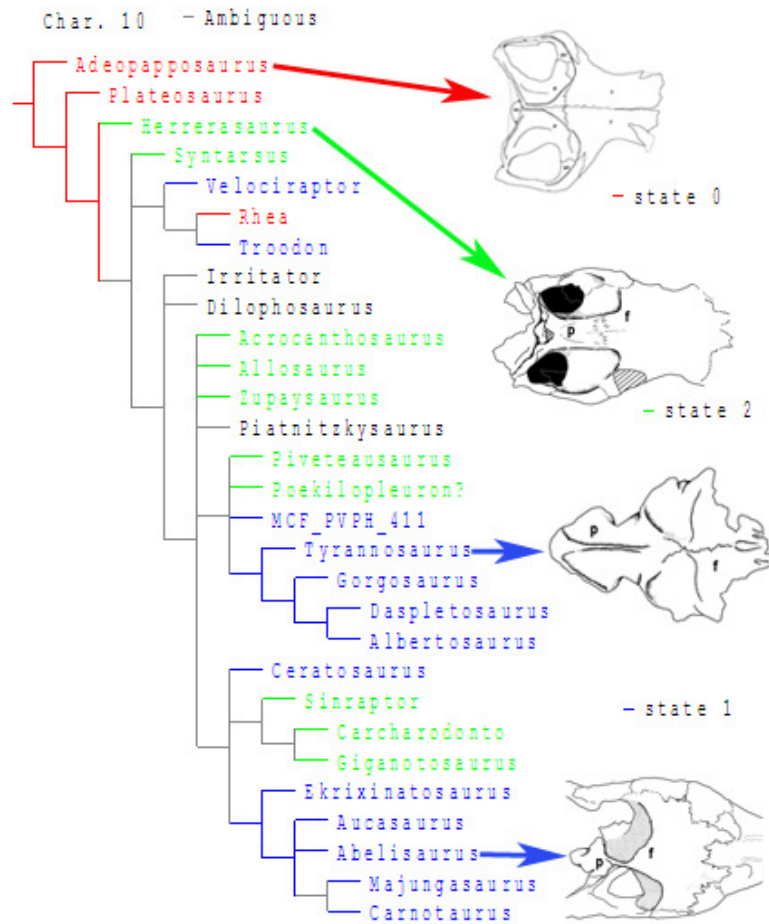 Char. 10 — Ambiguous
Adeopapposaurus
Plateosaurus
Herrerasaurus
Syntarsus
Velociraptor
Rhea
state 0
Troodon
Irritator
Dilophosaurus
p f
Acrocanthosaurus
Allosaurus
Zupaysaurus
state 2
Piatnitzkysaurus
Piveteausaurus
Poekilopleuron?
MCF_PVPH_411
p
Tyrannosaurus
f
Gorgosaurus
Daspletosaurus
Albertosaurus
Ceratosaurus
Sinraptor
state 1
Carcharodonto
Giganotosaurus
Ekrixinatosaurus
Aucasaurus
Abelisaurus
p f
Majungasaurus
Carnotaurus